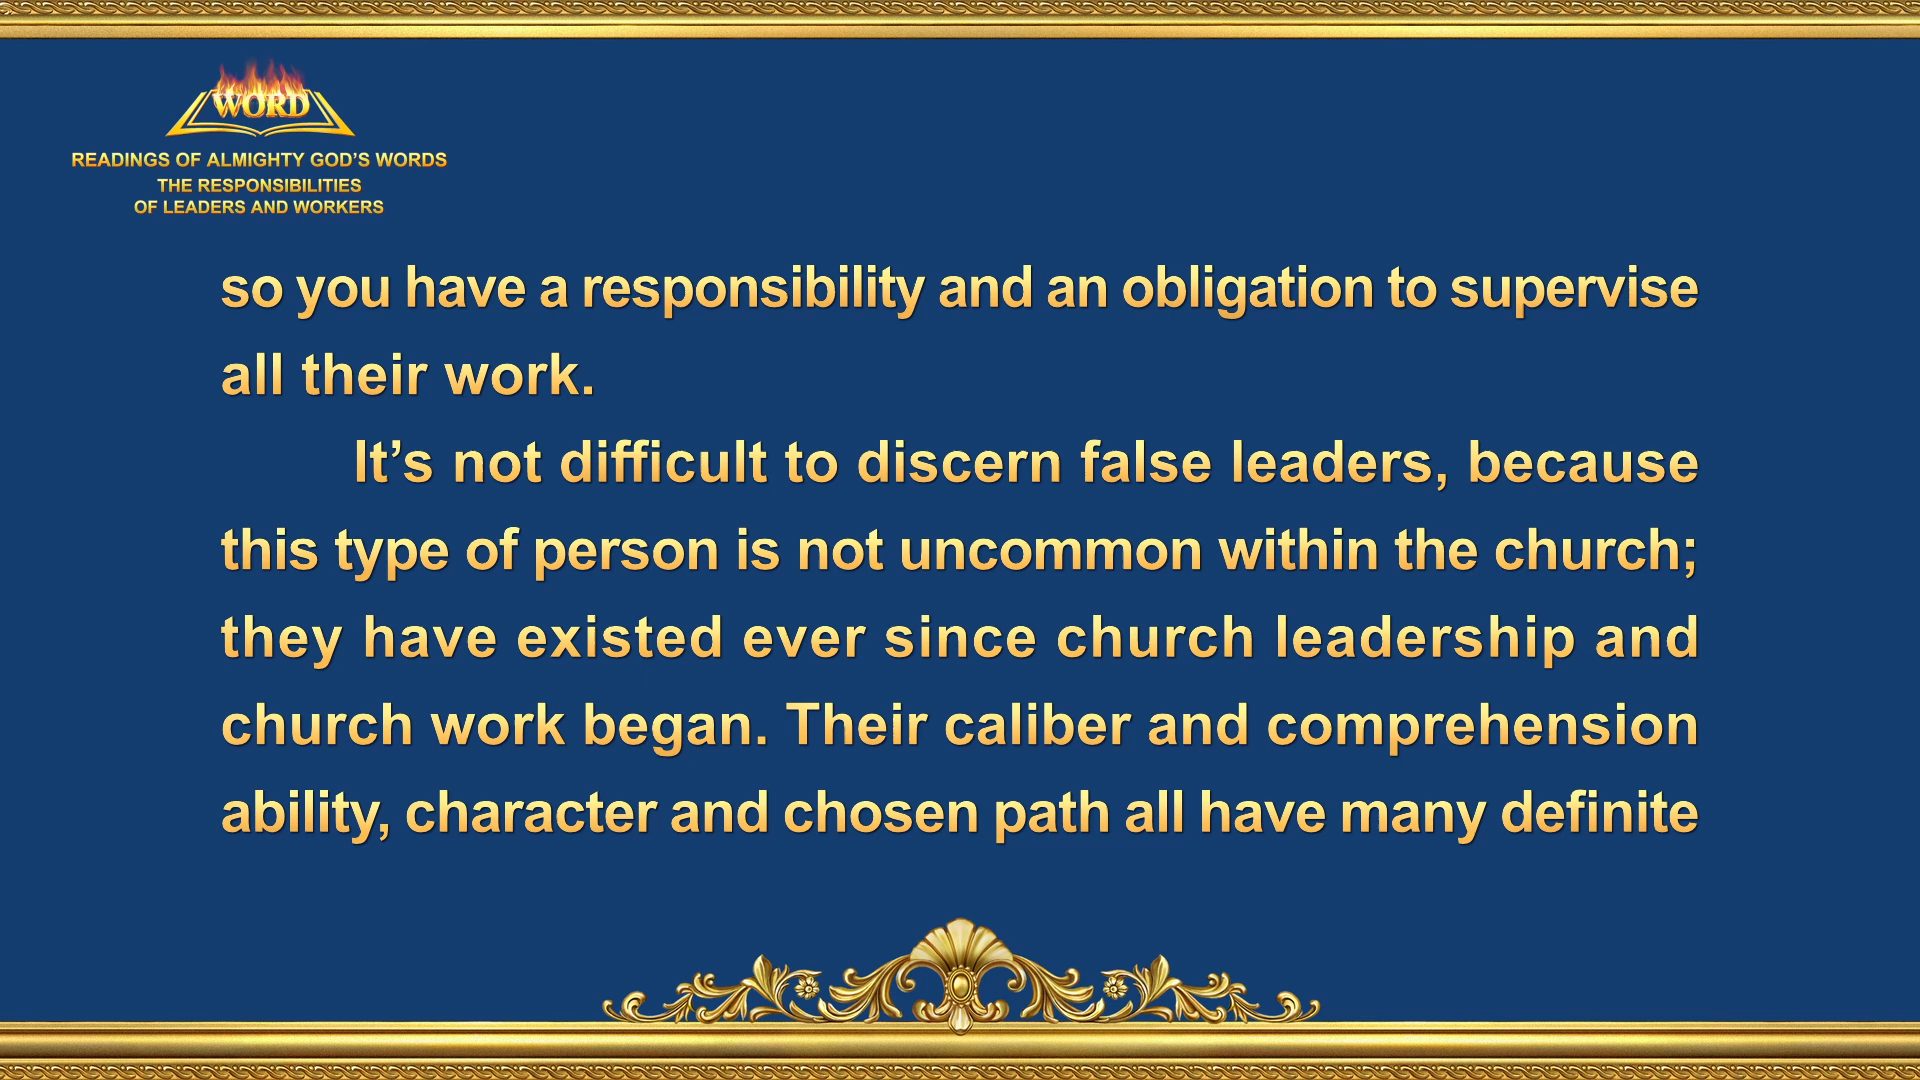 WORD
READINGS OF ALMIGHTY GOD’S WORDS
THE RESPONSIBILITIES
OF LEADERS AND WORKERS
so you have a responsibility and an obligation to supervise
all their work.
It’s not difficult to discern false leaders, because
this type of person is not uncommon within the church;
they have existed ever since church leadership and
church work began. Their caliber and comprehension
ability, character and chosen path all have many definite